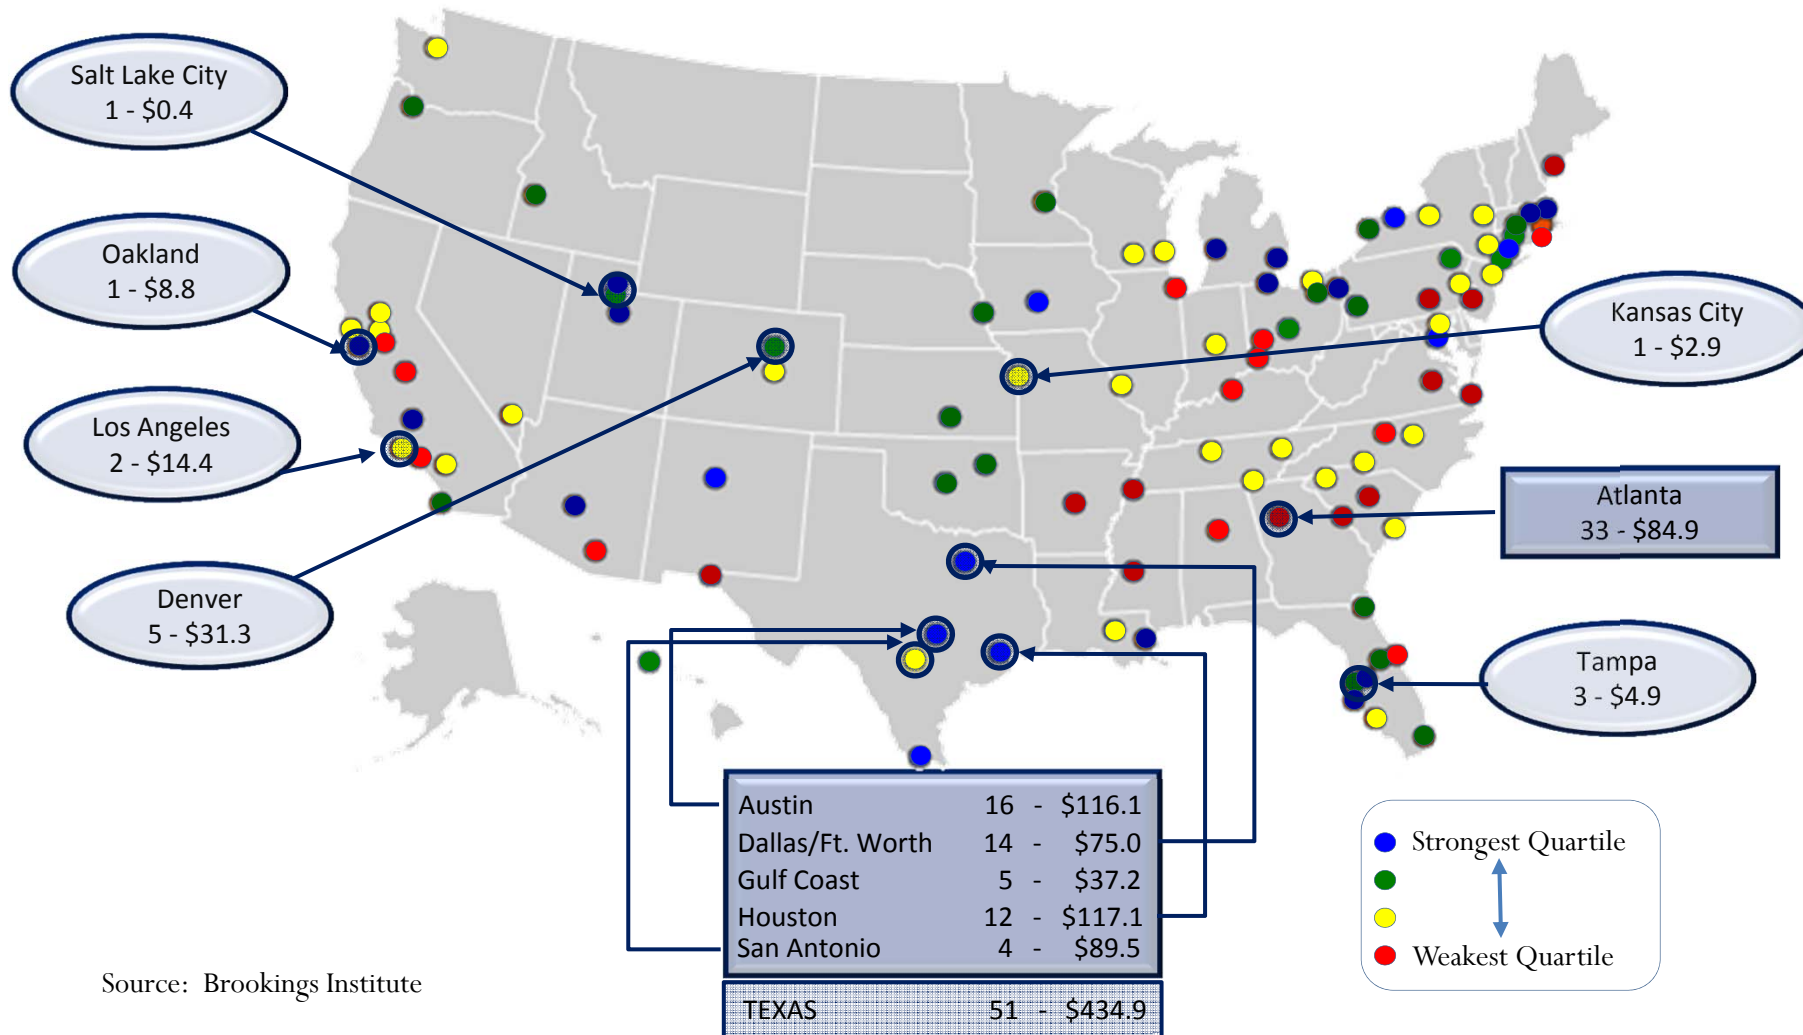 Salt Lake City
1 - $0.4
Oakland
1 - $8.8
Los Angeles
2 - $14.4
Denver
5 - $31.3
Kansas City
1 - $2.9
Atlanta
33 - $84.9
Tampa
3 - $4.9
Austin 16 - $116.1
Dallas/Ft. Worth 14 - $75.0
Gulf Coast 5 - $37.2
Houston 12 - $117.1
San Antonio 4 - $89.5
TEXAS 51 - $434.9
Strongest Quartile
Weakest Quartile
Source: Brookings Institute